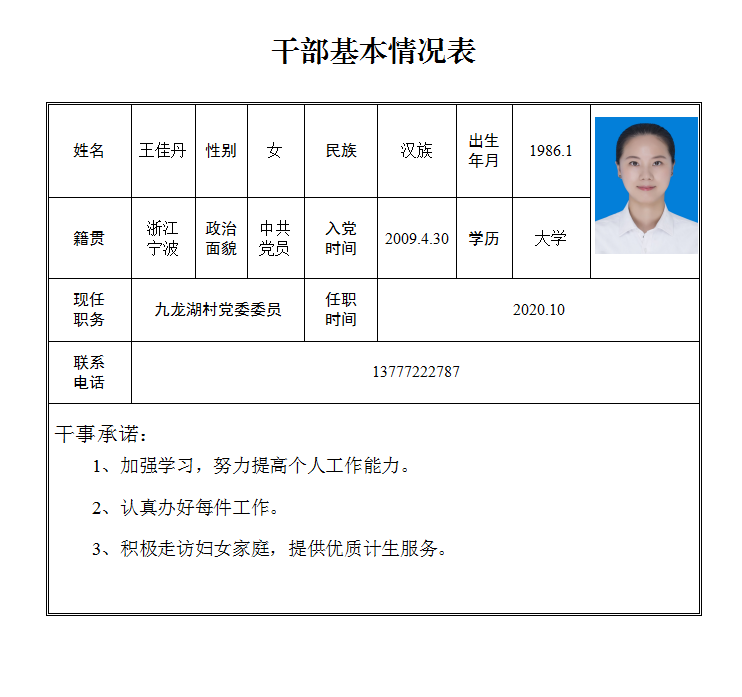 干部基本情况表
姓名 王佳丹 性别 女 民族 汉族 出生年月 1986.1
籍贯 浙江宁波 政治面貌 中共党员 入党时间 2009.4.30 学历 大学
现任职务 九龙湖村党委委员 任职时间 2020.10
联系电话 13777222787
干事承诺：
1、加强学习，努力提高个人工作能力。
2、认真办好每件工作。
3、积极走访妇女家庭，提供优质计生服务。